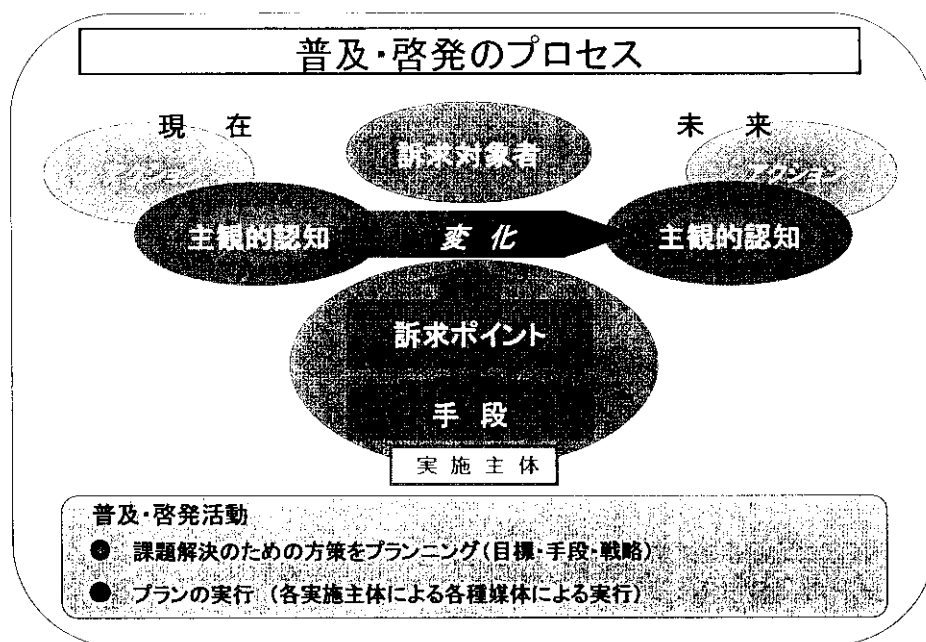 普及・啓発のプロセス
現 在
訴求対象者
未 来
アクション
アクション
主観的認知
変 化
主観的認知
訴求ポイント
手 段
実 施 主 体
普及・啓発活動
● 課題解決のための方策をプランニング(目標・手段・戦略)
● プランの実行 (各実施主体による各種媒体による実行)